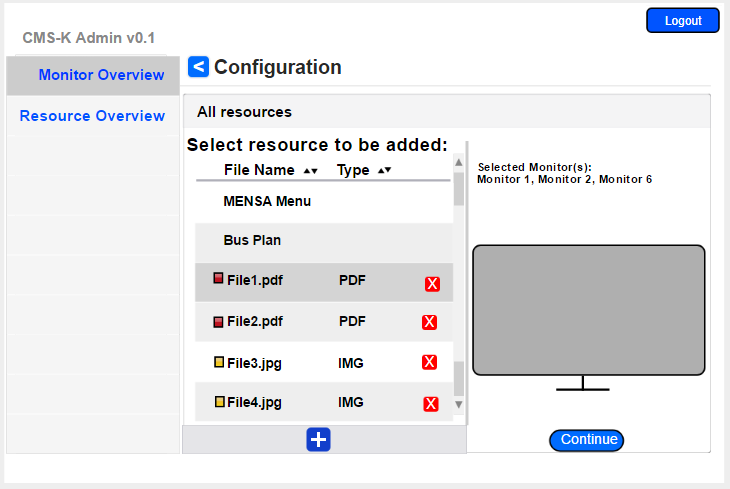 Logout
CMS-K Admin v0.1
Monitor Overview
Resource Overview
< Configuration
All resources
Select resource to be added:
File Name ▲▼ Type ▲▼
MENSA Menu
Bus Plan
File1.pdf PDF X
File2.pdf PDF X
File3.jpg IMG X
File4.jpg IMG X
+
Selected Monitor(s):
Monitor 1, Monitor 2, Monitor 6
Continue